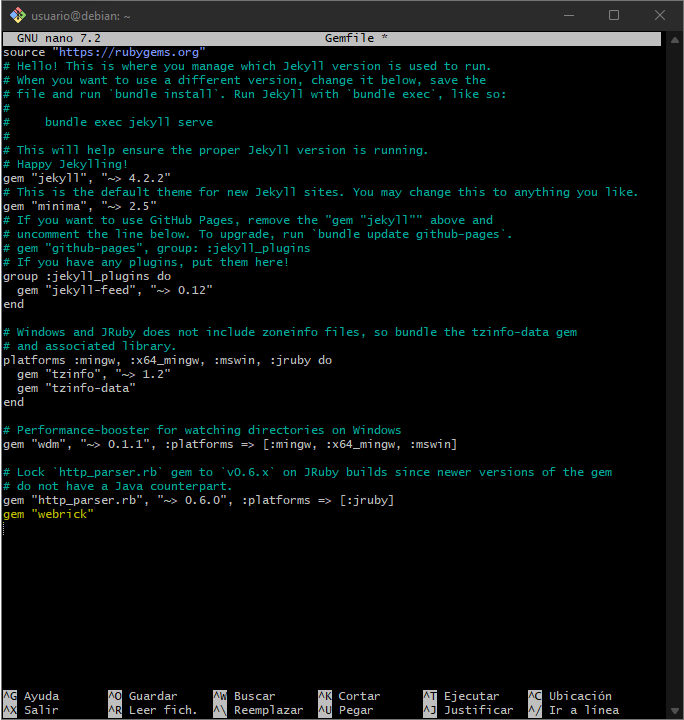 usuario@debian: ~
GNU nano 7.2 Gemfile *
source "https://rubygems.org"
# Hello! This is where you manage which Jekyll version is used to run.
# When you want to use a different version, change it below, save the
# file and run `bundle install`. Run Jekyll with `bundle exec`, like so:
#
#     bundle exec jekyll serve
#
# This will help ensure the proper Jekyll version is running.
# Happy Jekylling!
gem "jekyll", "~> 4.2.2"
# This is the default theme for new Jekyll sites. You may change this to anything you like.
gem "minima", "~> 2.5"
# If you want to use GitHub Pages, remove the "gem "jekyll"" above and
# uncomment the line below. To upgrade, run `bundle update github-pages`.
# gem "github-pages", group: :jekyll_plugins
# If you have any plugins, put them here!
group :jekyll_plugins do
  gem "jekyll-feed", "~> 0.12"
end

# Windows and JRuby does not include zoneinfo files, so bundle the tzinfo-data gem
# and associated library.
platforms :mingw, :x64_mingw, :mswin, :jruby do
  gem "tzinfo", "~> 1.2"
  gem "tzinfo-data"
end

# Performance-booster for watching directories on Windows
gem "wdm", "~> 0.1.1", :platforms => [:mingw, :x64_mingw, :mswin]

# Lock `http_parser.rb` gem to `v0.6.x` on JRuby builds since newer versions of the gem
# do not have a Java counterpart.
gem "http_parser.rb", "~> 0.6.0", :platforms => [:jruby]
gem "webrick"
^G Ayuda ^O Guardar ^W Buscar ^K Cortar ^T Ejecutar ^C Ubicación
^X Salir ^R Leer fich. ^\ Reemplazar ^U Pegar ^J Justificar ^/ Ir a línea